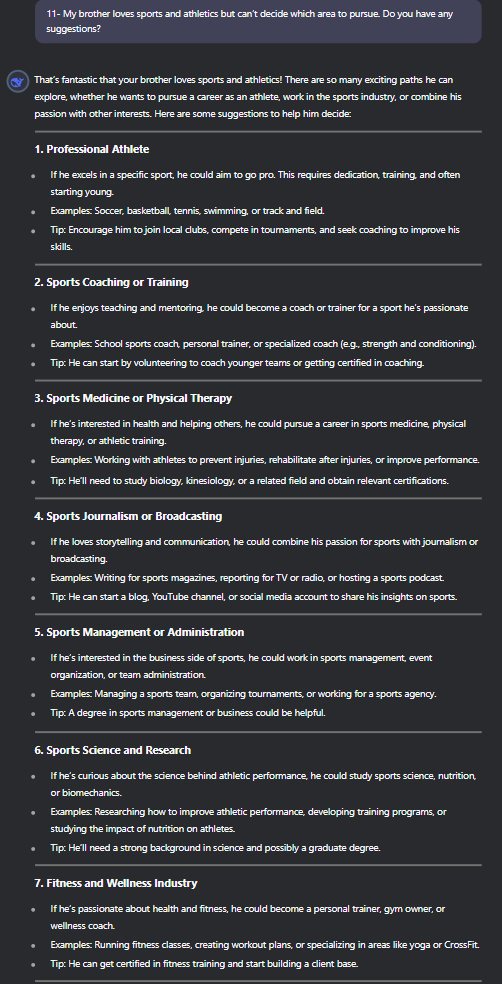 11- My brother loves sports and athletics but can't decide which area to pursue. Do you have any
suggestions?
That's fantastic that your brother loves sports and athletics! There are so many exciting paths he can
explore, whether he wants to pursue a career as an athlete, work in the sports industry, or combine his
passion with other interests. Here are some suggestions to help him decide:
1. Professional Athlete
If he excels in a specific sport, he could aim to go pro. This requires dedication, training, and often
starting young.
Examples: Soccer, basketball, tennis, swimming, or track and field.
Tip: Encourage him to join local clubs, compete in tournaments, and seek coaching to improve his
skills.
2. Sports Coaching or Training
If he enjoys teaching and mentoring, he could become a coach or trainer for a sport he's passionate
about.
Examples: School sports coach, personal trainer, or specialized coach (e.g., strength and conditioning).
Tip: He can start by volunteering to coach younger teams or getting certified in coaching.
3. Sports Medicine or Physical Therapy
If he's interested in health and helping others, he could pursue a career in sports medicine, physical
therapy, or athletic training.
Examples: Working with athletes to prevent injuries, rehabilitate after injuries, or improve performance.
Tip: He'll need to study biology, kinesiology, or a related field and obtain relevant certifications.
4. Sports Journalism or Broadcasting
If he loves storytelling and communication, he could combine his passion for sports with journalism or
broadcasting.
Examples: Writing for sports magazines, reporting for TV or radio, or hosting a sports podcast.
Tip: He can start a blog, YouTube channel, or social media account to share his insights on sports.
5. Sports Management or Administration
If he's interested in the business side of sports, he could work in sports management, event
organization, or team administration.
Examples: Managing a sports team, organizing tournaments, or working for a sports agency.
Tip: A degree in sports management or business could be helpful.
6. Sports Science and Research
If he's curious about the science behind athletic performance, he could study sports science, nutrition,
or biomechanics.
Examples: Researching how to improve athletic performance, developing training programs, or
studying the impact of nutrition on athletes.
Tip: He'll need a strong background in science and possibly a graduate degree.
7. Fitness and Wellness Industry
If he's passionate about health and fitness, he could become a personal trainer, gym owner, or
wellness coach.
Examples: Running fitness classes, creating workout plans, or specializing in areas like yoga or CrossFit.
Tip: He can get certified in fitness training and start building a client base.